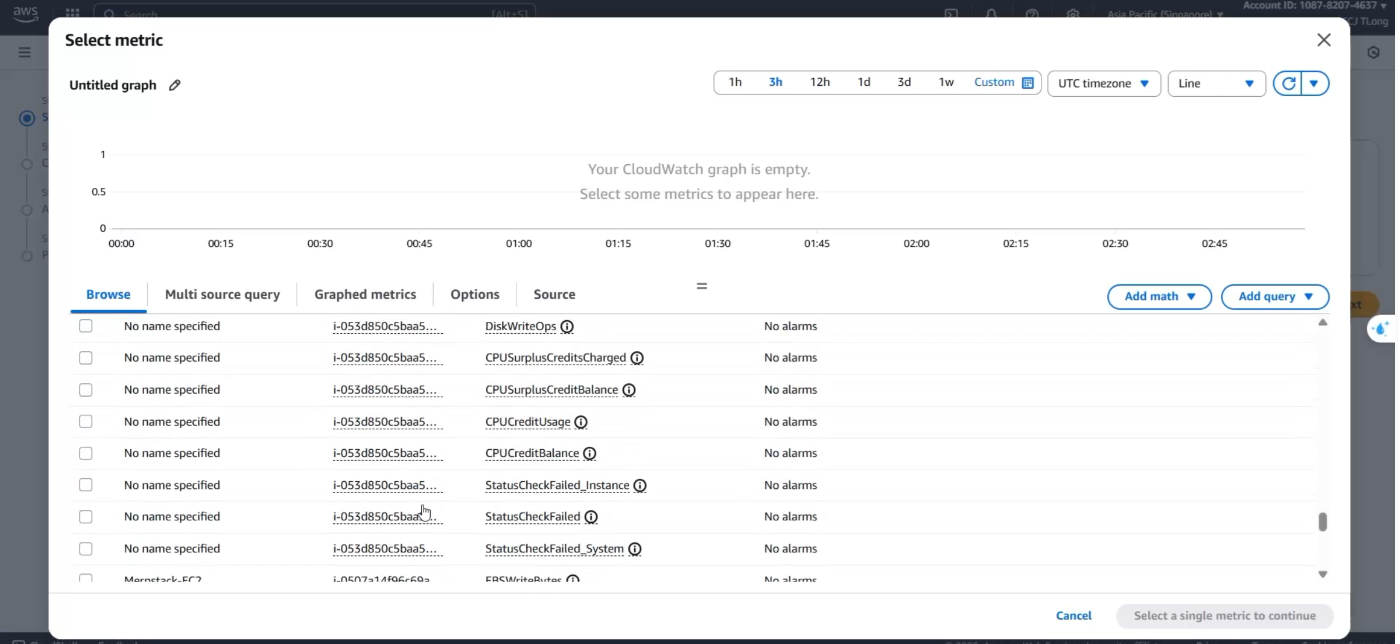 aws
Search [Alt+S] Asia Pacific (Singapore) Account ID: 1087-8207-4637
TLong
Select metric
Untitled graph 1h 3h 12h 1d 3d 1w Custom UTC timezone Line
1
Your CloudWatch graph is empty.
0.5 Select some metrics to appear here.
0
00:00 00:15 00:30 00:45 01:00 01:15 01:30 01:45 02:00 02:15 02:30 02:45
Browse Multi source query Graphed metrics Options Source = Add math Add query
No name specified i-053d850c5baa5... DiskWriteOps No alarms
No name specified i-053d850c5baa5... CPUSurplusCreditsCharged No alarms
No name specified i-053d850c5baa5... CPUSurplusCreditBalance No alarms
No name specified i-053d850c5baa5... CPUCreditUsage No alarms
No name specified i-053d850c5baa5... CPUCreditBalance No alarms
No name specified i-053d850c5baa5... StatusCheckFailed_Instance No alarms
No name specified i-053d850c5baa5... StatusCheckFailed No alarms
No name specified i-053d850c5baa5... StatusCheckFailed_System No alarms
Mernstack-EC2 i-0507a14f96c69a... EBSWriteBytes No alarms
Cancel Select a single metric to continue